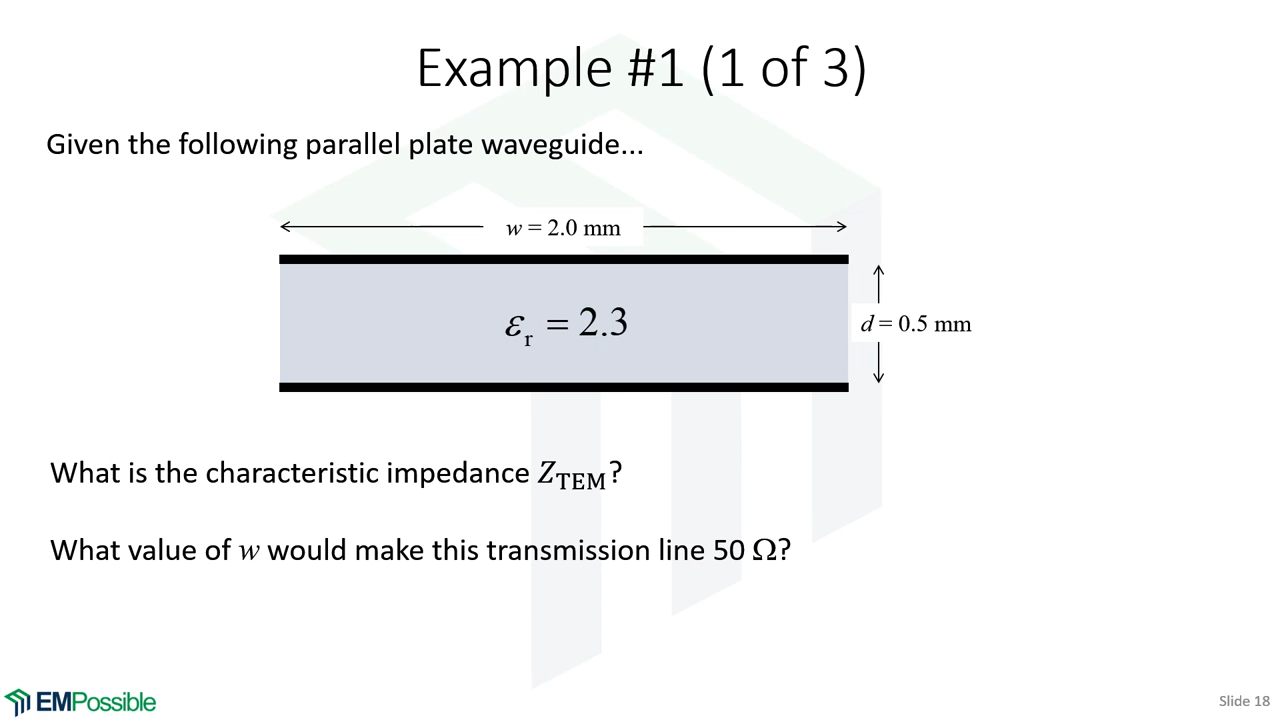 Example #1 (1 of 3)
Given the following parallel plate waveguide...
w = 2.0 mm
εr = 2.3
d = 0.5 mm
What is the characteristic impedance ZTEM?
What value of w would make this transmission line 50 Ω?
EMPossible
Slide 18